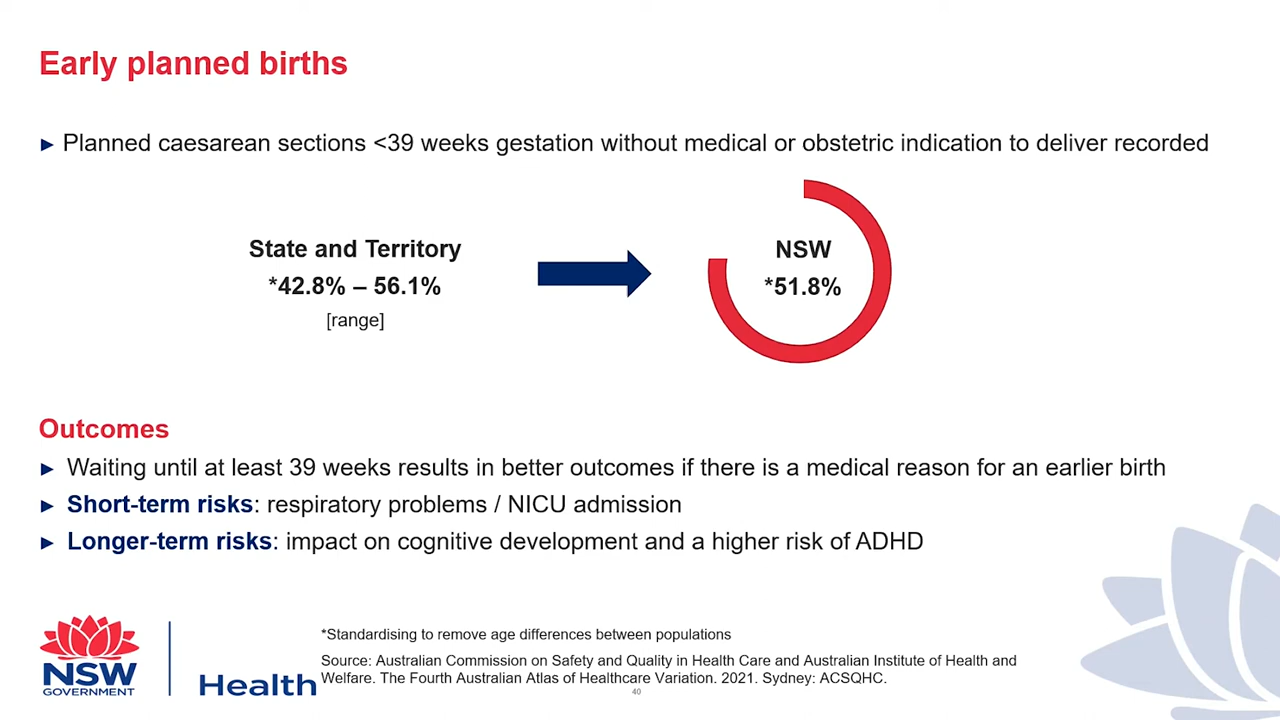 Early planned births
► Planned caesarean sections <39 weeks gestation without medical or obstetric indication to deliver recorded
State and Territory
*42.8% – 56.1%
[range]
NSW
*51.8%
Outcomes
► Waiting until at least 39 weeks results in better outcomes if there is a medical reason for an earlier birth
► Short-term risks: respiratory problems / NICU admission
► Longer-term risks: impact on cognitive development and a higher risk of ADHD
*Standardising to remove age differences between populations
Source: Australian Commission on Safety and Quality in Health Care and Australian Institute of Health and
Welfare. The Fourth Australian Atlas of Healthcare Variation. 2021. Sydney: ACSQHC.
NSW
GOVERNMENT
Health
40